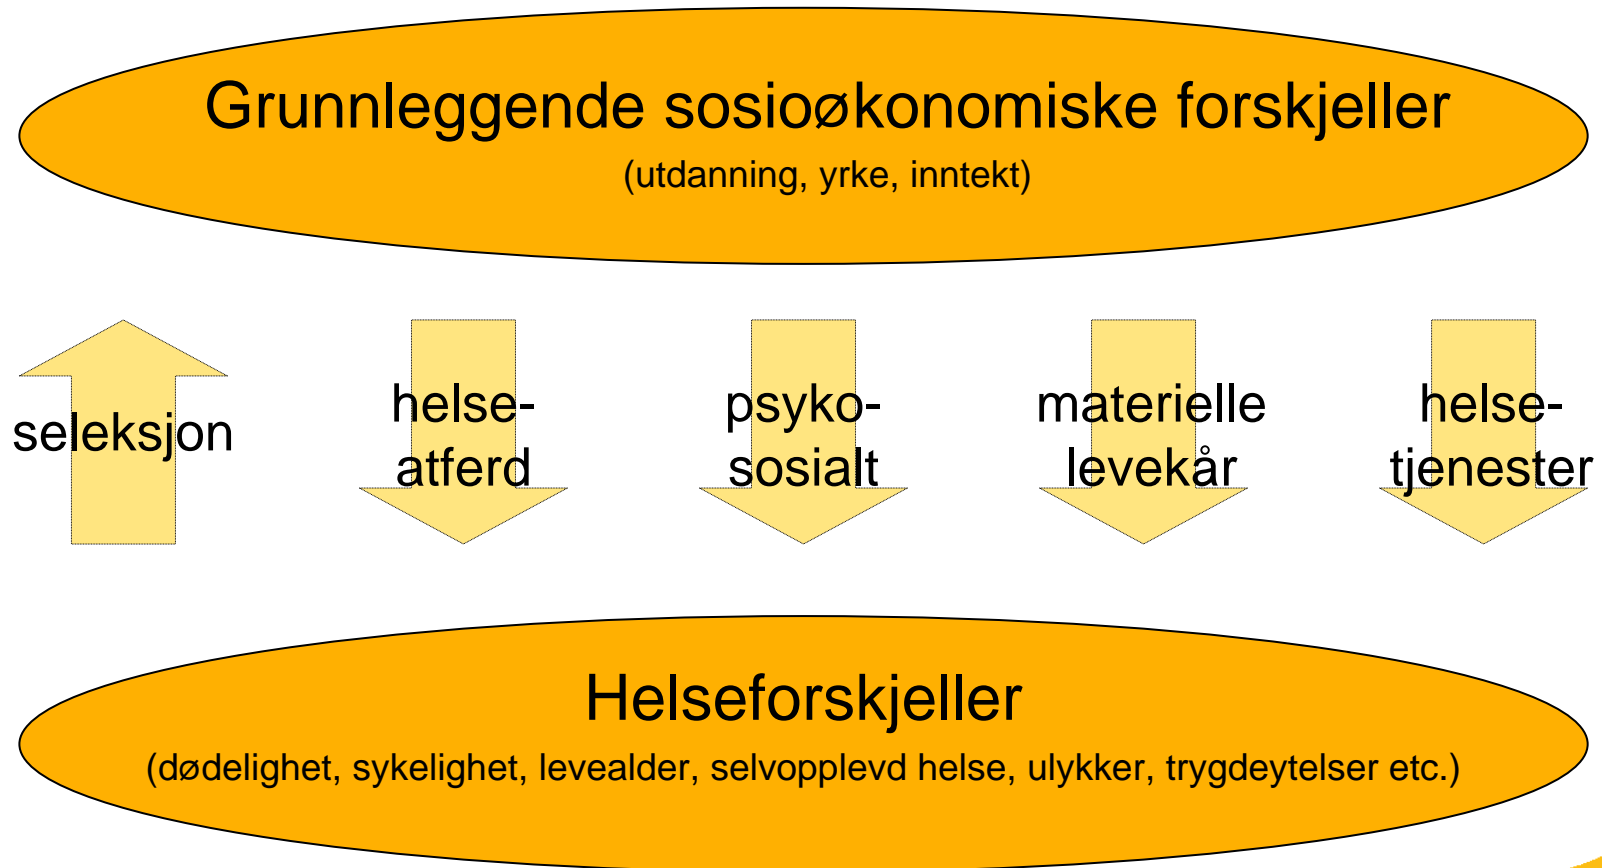 Grunnleggende sosioøkonomiske forskjeller
(utdanning, yrke, inntekt)
seleksjon
helse-
atferd
psyko-
sosialt
materielle
levekår
helse-
tjenester
Helseforskjeller
(dødelighet, sykelighet, levealder, selvopplevd helse, ulykker, trygdeytelser etc.)